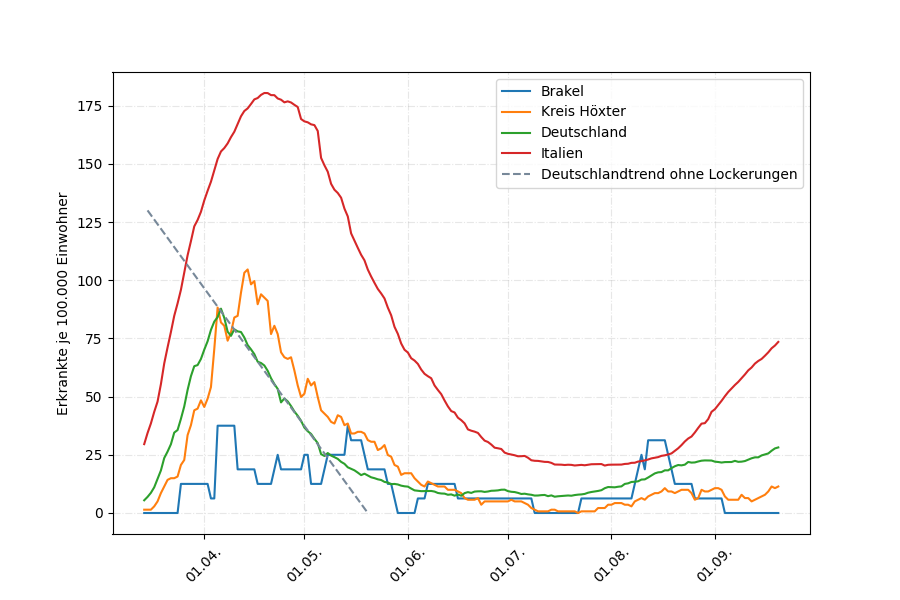 Brakel
Kreis Höxter
Deutschland
Italien
Deutschlandtrend ohne Lockerungen
Erkrankte je 100.000 Einwohner
175
150
125
100
75
50
25
0
01.04.
01.05.
01.06.
01.07.
01.08.
01.09.